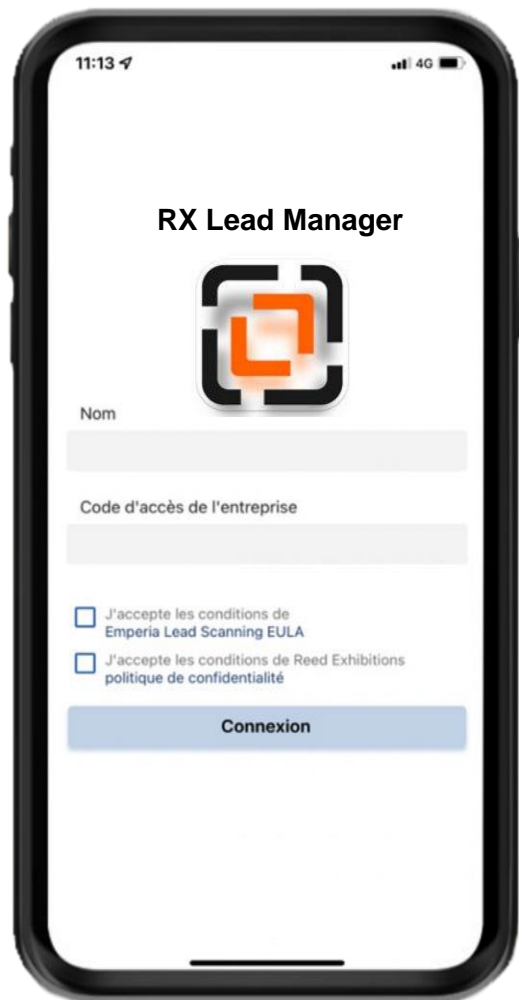 11:13
4G
RX Lead Manager
Nom
Code d'accès de l'entreprise
J'accepte les conditions de
Emperia Lead Scanning EULA
J'accepte les conditions de Reed Exhibitions
politique de confidentialité
Connexion